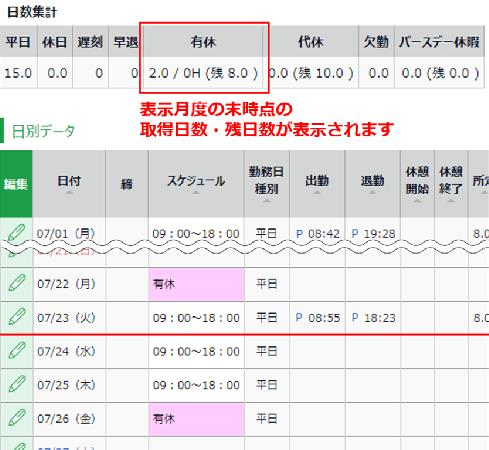 日数集計
平日 休日 遅刻 早退 有休 代休 欠勤 バースデー休暇
15.0 0.0 0 0 2.0 / 0H (残 8.0 ) 0.0 (残 10.0 ) 0.0 0.0 (残 0.0 )
表示月度の末時点の
取得日数・残日数が表示されます
日別データ
編集 日付 締 スケジュール 勤務日種別 出勤 退勤 休憩開始 休憩終了 所定
07/01（月） 09：00～18：00 平日 P 08:42 P 19:28 8.0
07/22（月） 有休 平日
07/23（火） 09：00～18：00 平日 P 08:55 P 18:23 8.0
07/24（水） 09：00～18：00 平日
07/25（木） 09：00～18：00 平日
07/26（金） 有休 平日